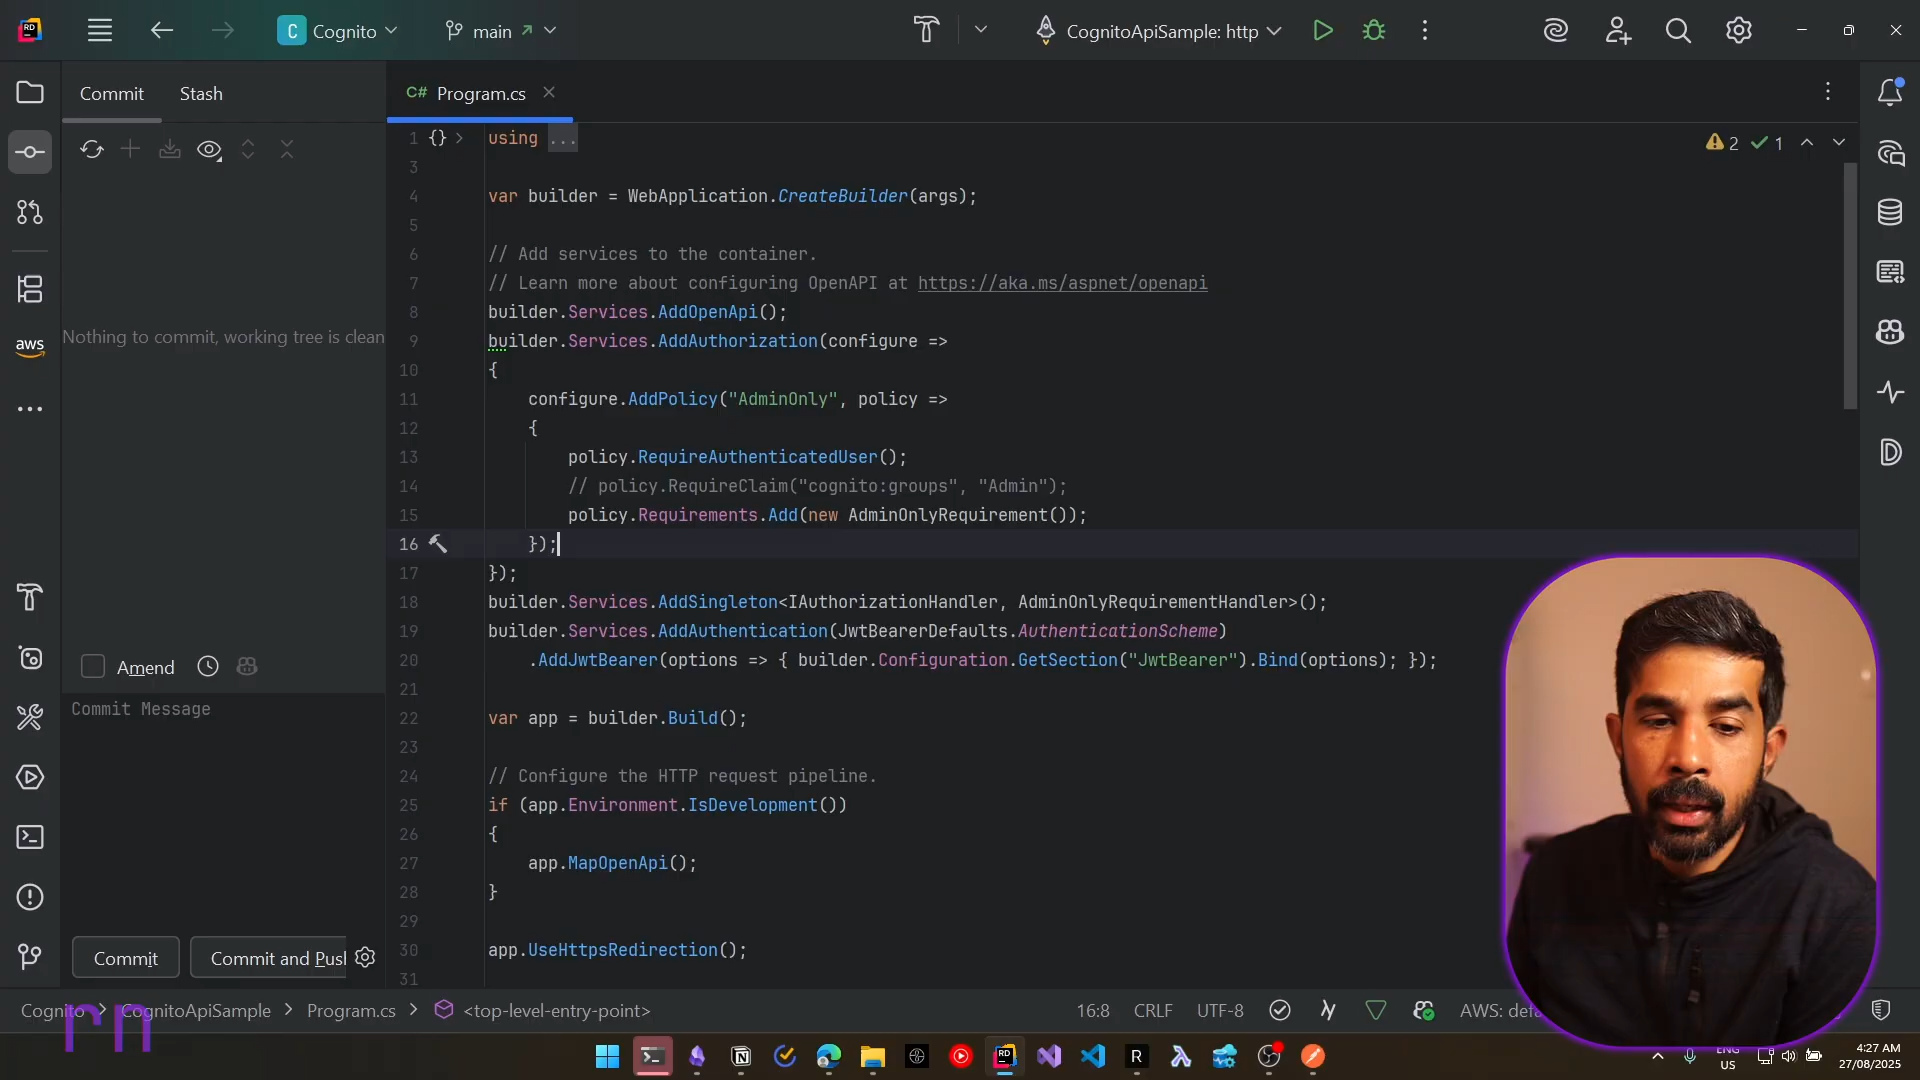 Cognito
main
CognitoApiSample: http
Commit
Stash
C# Program.cs
using ...
2
1
var builder = WebApplication.CreateBuilder(args);
// Add services to the container.
// Learn more about configuring OpenAPI at https://aka.ms/aspnet/openapi
builder.Services.AddOpenApi();
builder.Services.AddAuthorization(configure =>
{
configure.AddPolicy("AdminOnly", policy =>
{
policy.RequireAuthenticatedUser();
// policy.RequireClaim("cognito:groups", "Admin");
policy.Requirements.Add(new AdminOnlyRequirement());
});
});
builder.Services.AddSingleton<IAuthorizationHandler, AdminOnlyRequirementHandler>();
builder.Services.AddAuthentication(JwtBearerDefaults.AuthenticationScheme)
.AddJwtBearer(options => { builder.Configuration.GetSection("JwtBearer").Bind(options); });
var app = builder.Build();
// Configure the HTTP request pipeline.
if (app.Environment.IsDevelopment())
{
app.MapOpenApi();
}
app.UseHttpsRedirection();
1
3
4
5
6
7
8
9
10
11
12
13
14
15
16
17
18
19
20
21
22
23
24
25
26
27
28
29
30
31
Nothing to commit, working tree is clean
aws
Amend
Commit Message
Commit
Commit and Push
Cognito > CognitoApiSample > Program.cs > <top-level-entry-point>
16:8
CRLF
UTF-8
AWS: defa
rn
ENG
US
4:27 AM
27/08/2025